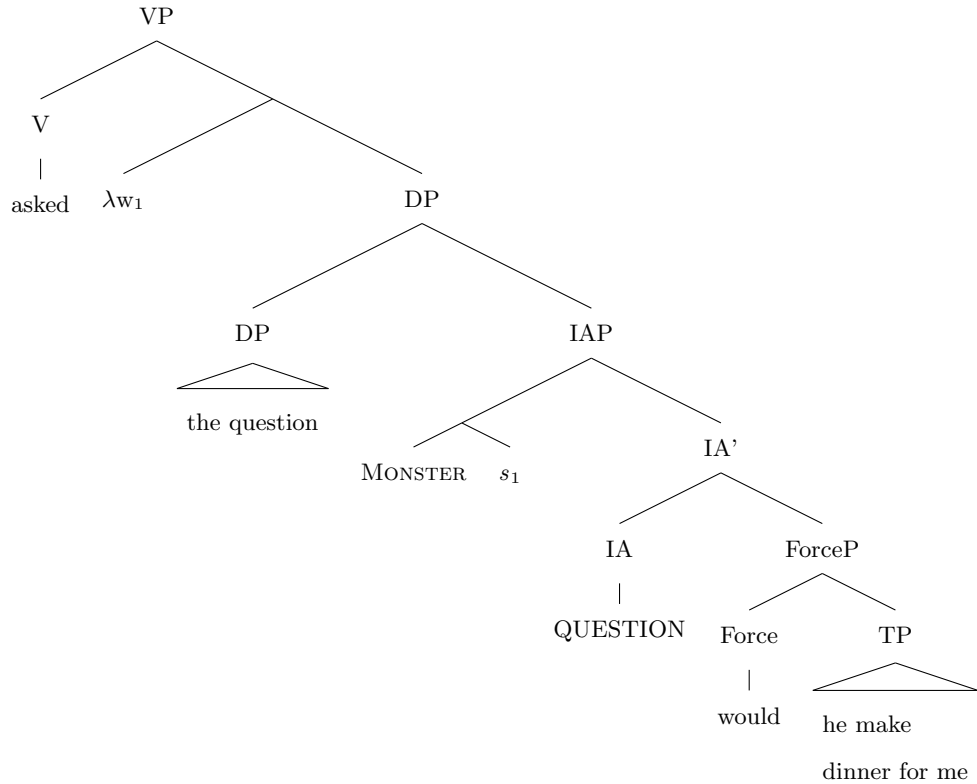 VP
V
asked λw₁ DP
DP IAP
the question
MONSTER s₁ IA'
IA ForceP
QUESTION Force TP
would he make
dinner for me